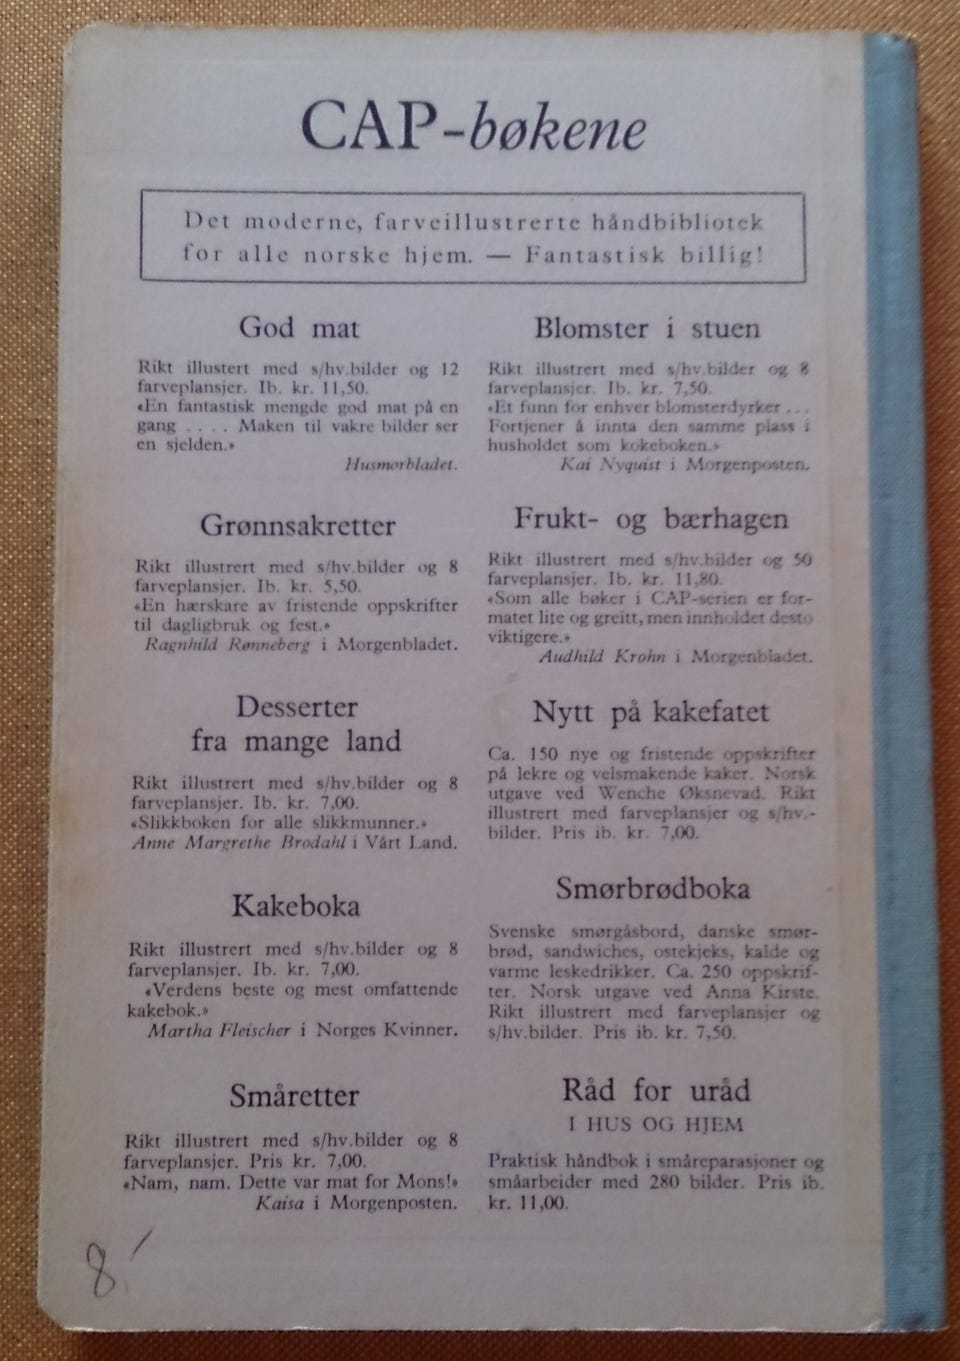 CAP-bøkene
Det moderne, farveillustrerte håndbibliotek
for alle norske hjem. — Fantastisk billig!
God mat
Rikt illustert med s/hv.bilder og 12
farveplansjer. Ib. kr. 11,50.
«En fantastisk mengde god mat på en
gang .... Maken til vakre bilder ser
en sjelden.»
Husmorbladet.
Grønnsakretter
Rikt illustrert med s/hv.bilder og 8
farveplansjer. Ib. kr. 5,50.
«En hærskare av fristende oppskrifter
til dagligbruk og fest.»
Ragnhild Rønneberg i Morgenbladet.
Desserter
fra mange land
Rikt illustrert med s/hv.bilder og 8
farveplansjer. Ib. kr. 7,00.
«Slikkboken for alle slikkmunner.»
Anne Margrethe Brodahl i Vårt Land.
Kakeboka
Rikt illustrert med s/hv.bilder og 8
farveplansjer. Ib. kr. 7,00.
«Verdens beste og mest omfattende
kakebok.»
Martha Fleischer i Norges Kvinner.
Småretter
Rikt illustrert med s/hv.bilder og 8
farveplansjer. Pris kr. 7,00.
«Nam, nam. Dette var mat for Mons!»
Kaisa i Morgenposten.
Blomster i stuen
Rikt illustrert med s/hv.bilder og 8
farveplansjer. Ib. kr. 7,50.
«Et funn for enhver blomsterdyrker ...
Fortjener å innta den samme plass i
husholdet som kokeboken.»
Kai Nyquist i Morgenposten.
Frukt- og bærhagen
Rikt illustrert med s/hv.bilder og 50
farveplansjer. Ib. kr. 11,80.
«Som alle bøker i CAP-serien er for-
matet lite og greitt, men innholdet desto
viktigere.»
Audhild Krohn i Morgenbladet.
Nytt på kakefatet
Ca. 150 nye og fristende oppskrifter
på lekre og velsmakende kaker. Norsk
utgave ved Wenche Øksnevad. Rikt
illustrert med farveplansjer og s/hv.-
bilder. Pris ib. kr. 7,00.
Smørbrødboka
Svenske smørgåsbord, danske smør-
brød, sandwiches, ostekjeks, kalde og
varme leskedrikker. Ca. 250 oppskrif-
ter. Norsk utgave ved Anna Kirste.
Rikt illustrert med farveplansjer og
s/hv.bilder. Pris ib. kr. 7,50.
Råd for uråd
I HUS OG HJEM
Praktisk håndbok i småreparasjoner og
småarbeider med 280 bilder. Pris ib.
kr. 11,00.
8.-